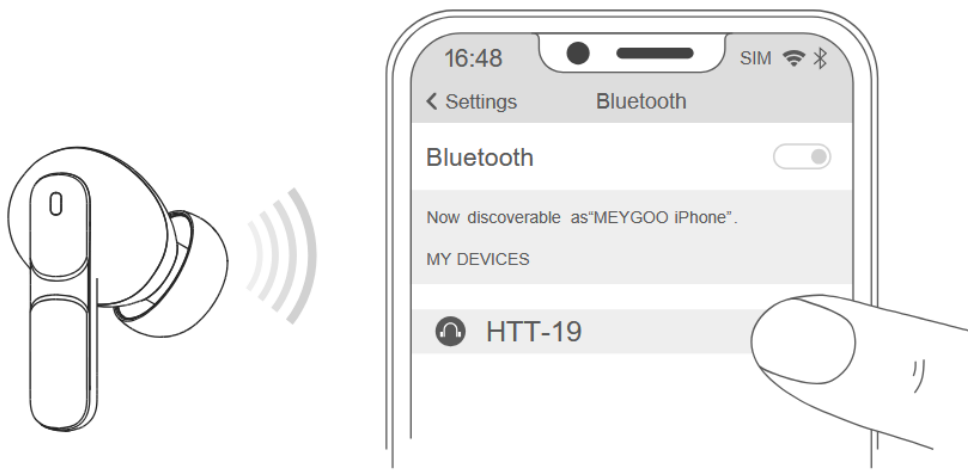 16:48 SIM
Settings Bluetooth
Bluetooth
Now discoverable as“MEYGOO iPhone”.
MY DEVICES
HTT-19